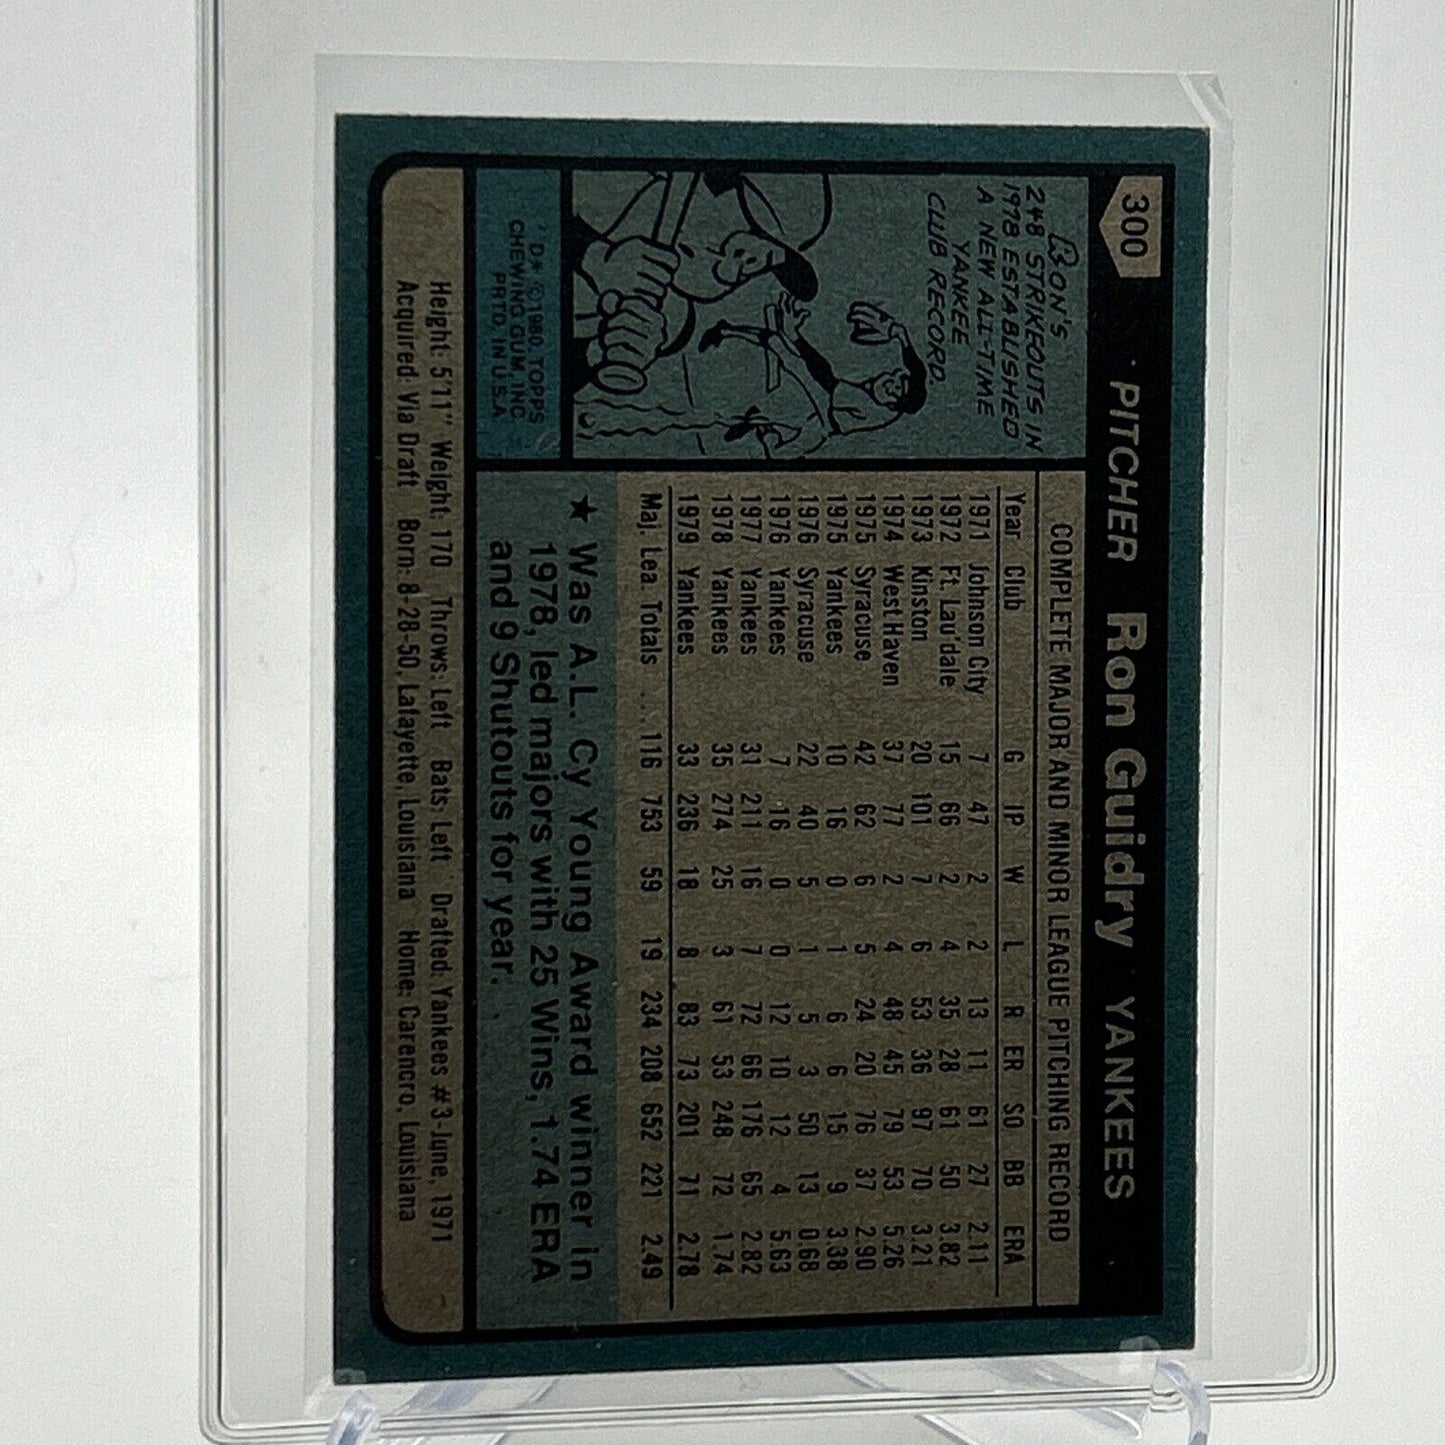 300 · PITCHER Ron Guidry YANKEES ·
Ron's
248 STRIKEOUTS IN
1978 ESTABLISHED
A NEW ALL-TIME
YANKEE
CLUB RECORD.
D* © 1980, TOPPS
CHEWING GUM, INC.
PRTD. IN U.S.A.
COMPLETE MAJOR AND MINOR LEAGUE PITCHING RECORD
Year Club G IP W L R ER SO BB ERA
1971 Johnson City 7 47 2 2 13 11 61 27 2.11
1972 Ft. Lau'dale 15 66 2 4 35 28 61 50 3.82
1973 Kinston 20 101 7 6 53 36 97 70 3.21
1974 West Haven 37 77 2 4 48 45 79 53 5.26
1975 Syracuse 42 62 6 5 24 20 76 37 2.90
1975 Yankees 10 16 0 1 6 6 15 9 3.38
1976 Syracuse 22 40 5 1 5 3 50 13 0.68
1976 Yankees 7 16 0 0 12 10 12 4 5.63
1977 Yankees 31 211 16 7 72 66 176 65 2.82
1978 Yankees 35 274 25 3 61 53 248 72 1.74
1979 Yankees 33 236 18 8 83 73 201 71 2.78
Maj. Lea. Totals ....116 753 59 19 234 208 652 221 2.49
★ Was A.L. Cy Young Award winner in
1978, led majors with 25 Wins, 1.74 ERA
and 9 Shutouts for year.
Height: 5'11" Weight: 170 Throws: Left Bats: Left Drafted: Yankees #3-June, 1971
Acquired: Via Draft Born: 8-28-50, Lafayette, Louisiana Home: Carencro, Louisiana